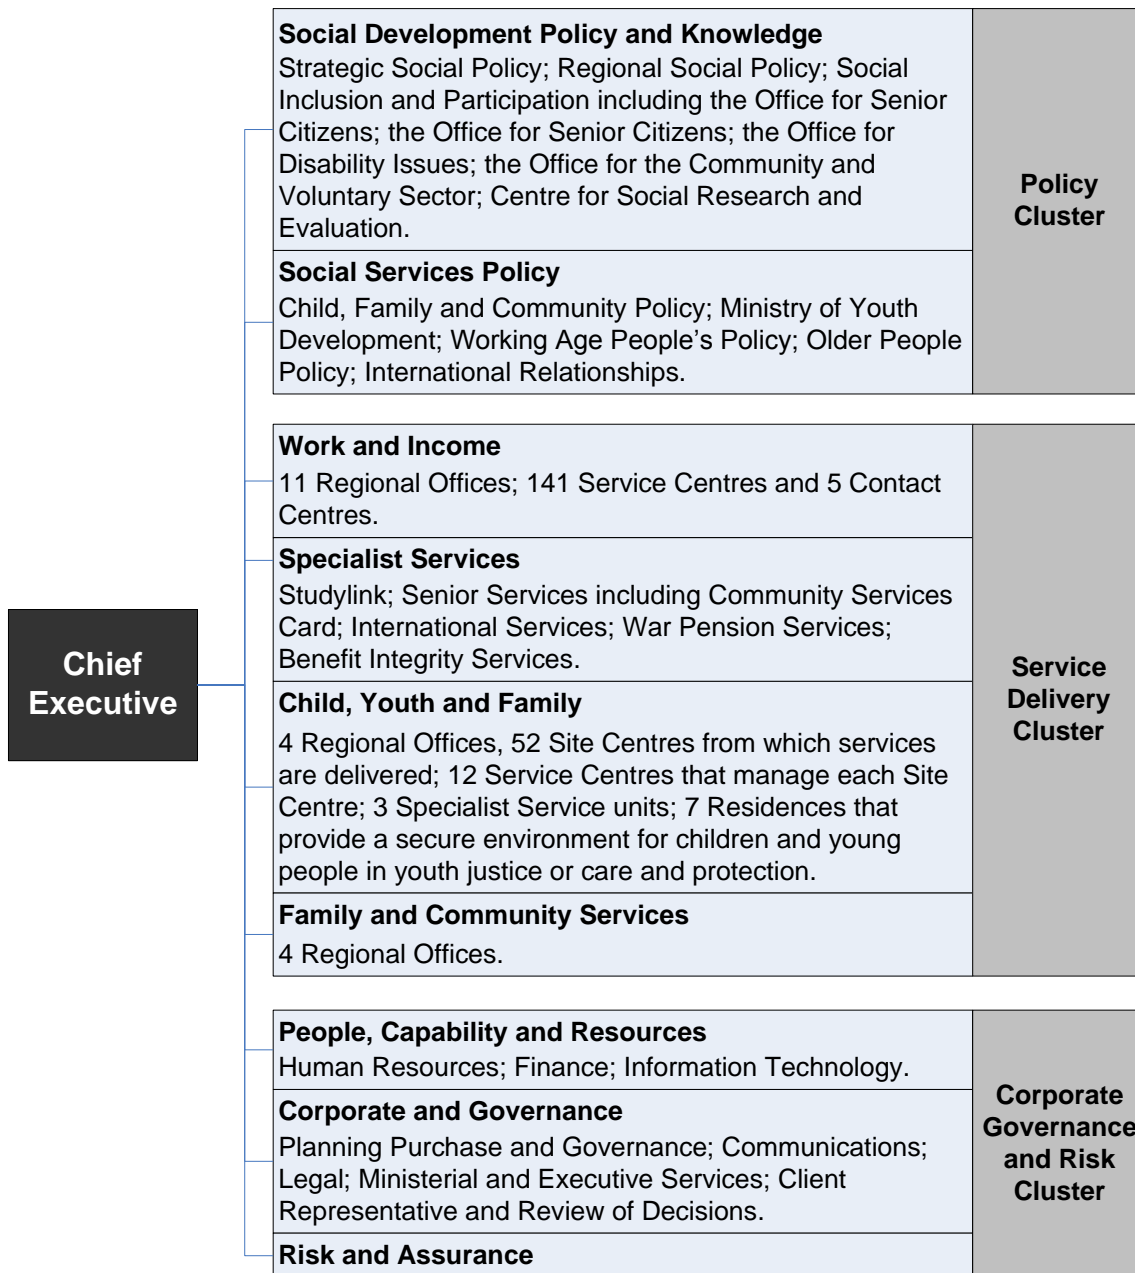 Social Development Policy and Knowledge
Strategic Social Policy; Regional Social Policy; Social
Inclusion and Participation including the Office for Senior
Citizens; the Office for Senior Citizens; the Office for
Disability Issues; the Office for the Community and
Voluntary Sector; Centre for Social Research and
Evaluation.
Policy
Cluster
Social Services Policy
Child, Family and Community Policy; Ministry of Youth
Development; Working Age People’s Policy; Older People
Policy; International Relationships.
Work and Income
11 Regional Offices; 141 Service Centres and 5 Contact
Centres.
Specialist Services
Studylink; Senior Services including Community Services
Card; International Services; War Pension Services;
Benefit Integrity Services.
Chief
Executive
Child, Youth and Family
4 Regional Offices, 52 Site Centres from which services
are delivered; 12 Service Centres that manage each Site
Centre; 3 Specialist Service units; 7 Residences that
provide a secure environment for children and young
people in youth justice or care and protection.
Service
Delivery
Cluster
Family and Community Services
4 Regional Offices.
People, Capability and Resources
Human Resources; Finance; Information Technology.
Corporate and Governance
Planning Purchase and Governance; Communications;
Legal; Ministerial and Executive Services; Client
Representative and Review of Decisions.
Corporate
Governance
and Risk
Cluster
Risk and Assurance